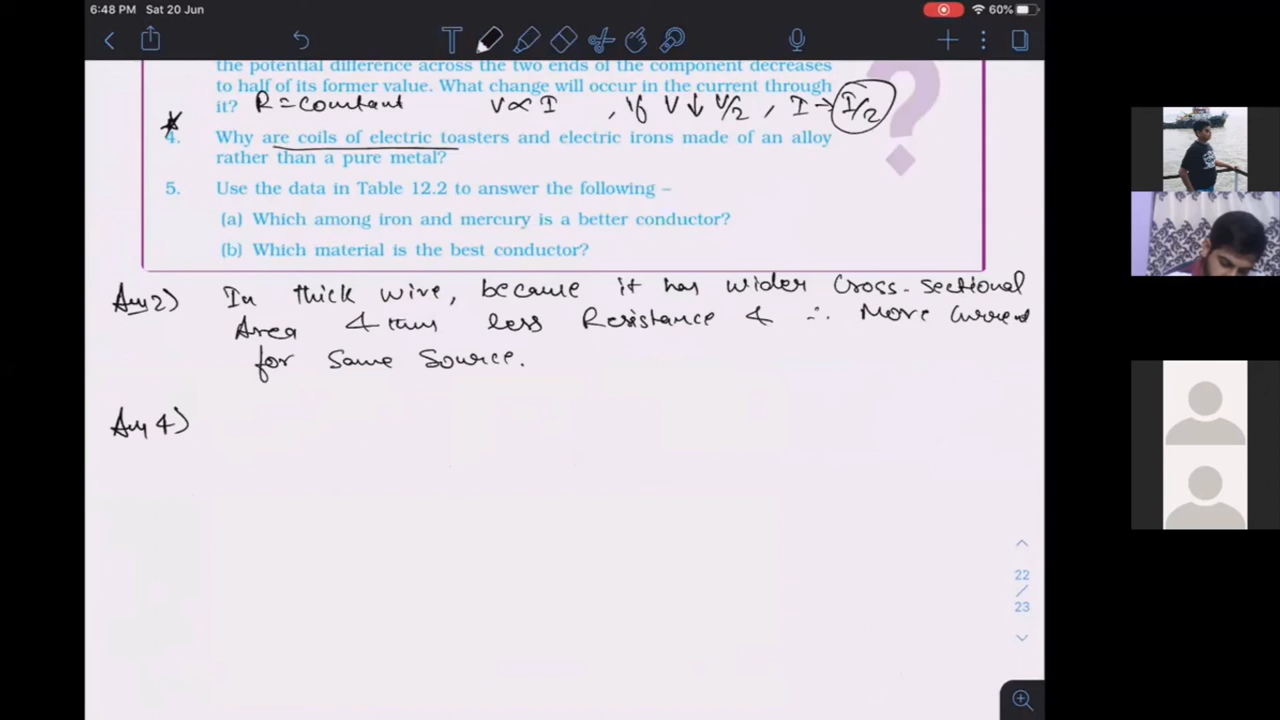 6:48 PM Sat 20 Jun
60%
the potential difference across the two ends of the component decreases
to half of its former value. What change will occur in the current through
it? R = constant V ∝ I , if V ↓ V/2 , I → I/2
4. Why are coils of electric toasters and electric irons made of an alloy
rather than a pure metal?
5. Use the data in Table 12.2 to answer the following –
(a) Which among iron and mercury is a better conductor?
(b) Which material is the best conductor?
Ans 2) In thick wire, because it has wider Cross-sectional
Area & thus less Resistance & ∴ More Current
for Same Source.
Ans 4)
22
/
23